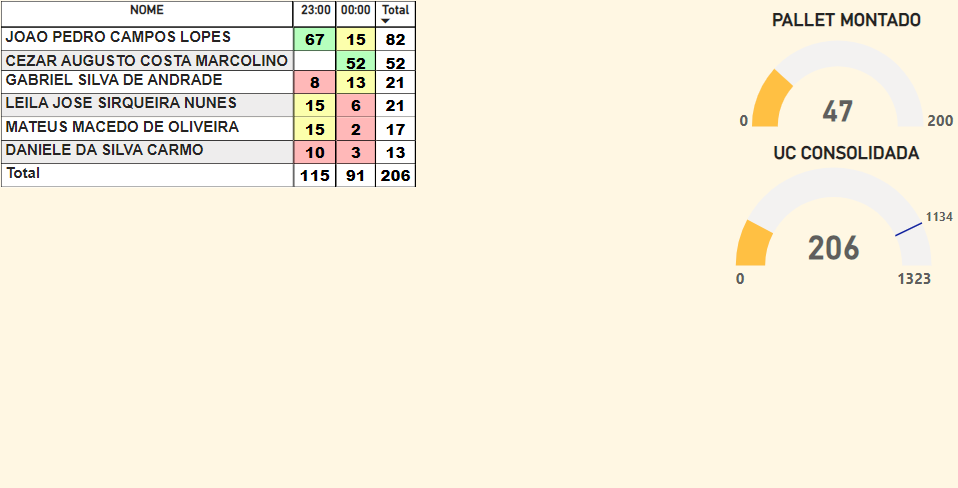 NOME 23:00 00:00 Total
JOAO PEDRO CAMPOS LOPES 67 15 82
CEZAR AUGUSTO COSTA MARCOLINO 52 52
GABRIEL SILVA DE ANDRADE 8 13 21
LEILA JOSE SIRQUEIRA NUNES 15 6 21
MATEUS MACEDO DE OLIVEIRA 15 2 17
DANIELE DA SILVA CARMO 10 3 13
Total 115 91 206
PALLET MONTADO
47
0 200
UC CONSOLIDADA
1134
206
0 1323